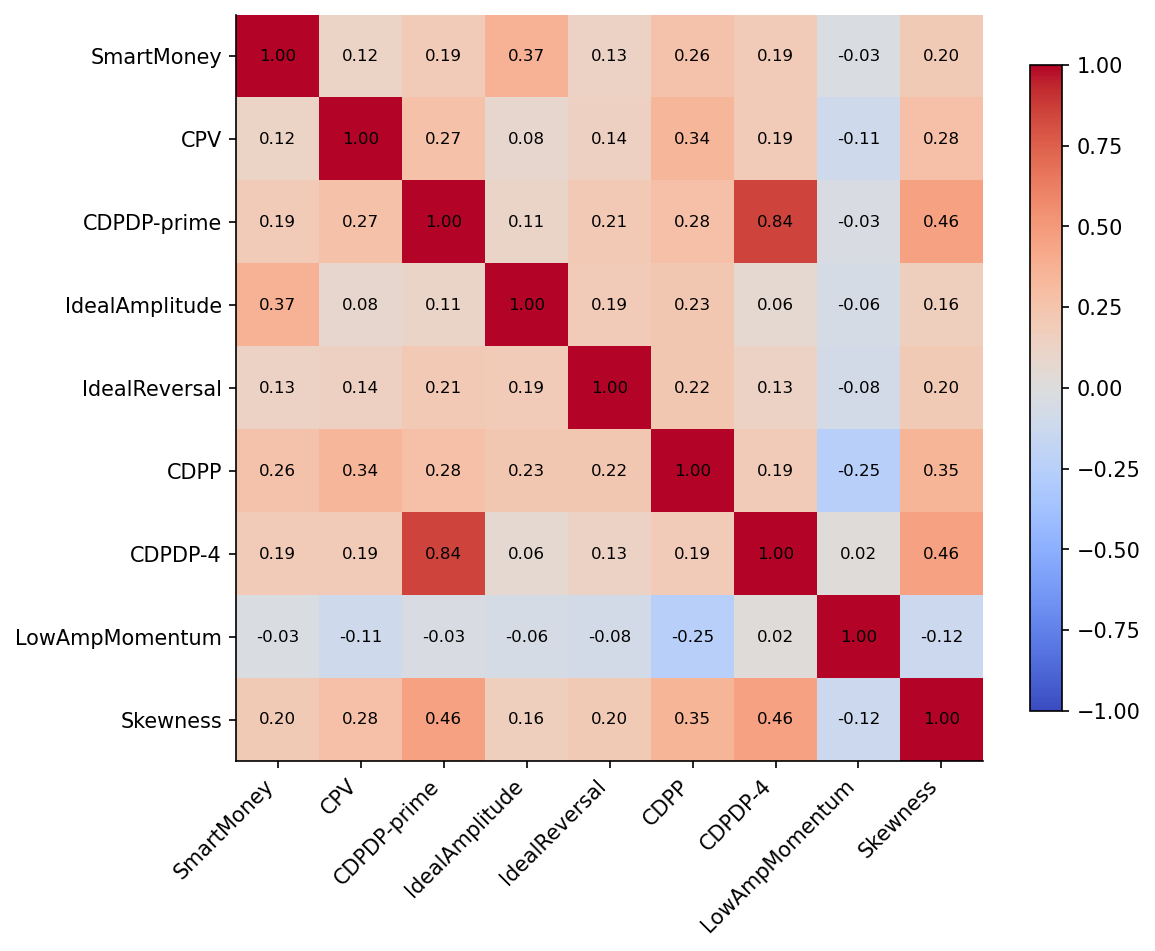 SmartMoney 1.00 0.12 0.19 0.37 0.13 0.26 0.19 -0.03 0.20
CPV 0.12 1.00 0.27 0.08 0.14 0.34 0.19 -0.11 0.28
CDPDP-prime 0.19 0.27 1.00 0.11 0.21 0.28 0.84 -0.03 0.46
IdealAmplitude 0.37 0.08 0.11 1.00 0.19 0.23 0.06 -0.06 0.16
IdealReversal 0.13 0.14 0.21 0.19 1.00 0.22 0.13 -0.08 0.20
CDPP 0.26 0.34 0.28 0.23 0.22 1.00 0.19 -0.25 0.35
CDPDP-4 0.19 0.19 0.84 0.06 0.13 0.19 1.00 0.02 0.46
LowAmpMomentum -0.03 -0.11 -0.03 -0.06 -0.08 -0.25 0.02 1.00 -0.12
Skewness 0.20 0.28 0.46 0.16 0.20 0.35 0.46 -0.12 1.00
SmartMoney CPV CDPDP-prime IdealAmplitude IdealReversal CDPP CDPDP-4 LowAmpMomentum Skewness
1.00
0.75
0.50
0.25
0.00
−0.25
−0.50
−0.75
−1.00